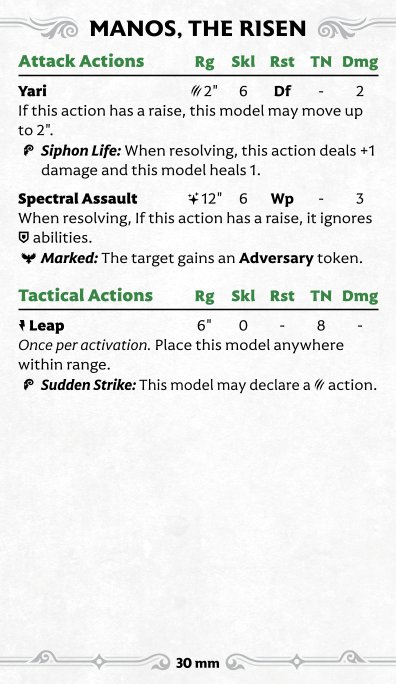 MANOS, THE RISEN
Attack Actions Rg Skl Rst TN Dmg
Yari 2" 6 Df - 2
If this action has a raise, this model may move up
to 2".
Siphon Life: When resolving, this action deals +1
damage and this model heals 1.
Spectral Assault 12" 6 Wp - 3
When resolving, If this action has a raise, it ignores
abilities.
Marked: The target gains an Adversary token.
Tactical Actions Rg Skl Rst TN Dmg
Leap 6" 0 - 8 -
Once per activation. Place this model anywhere
within range.
Sudden Strike: This model may declare a action.
30 mm